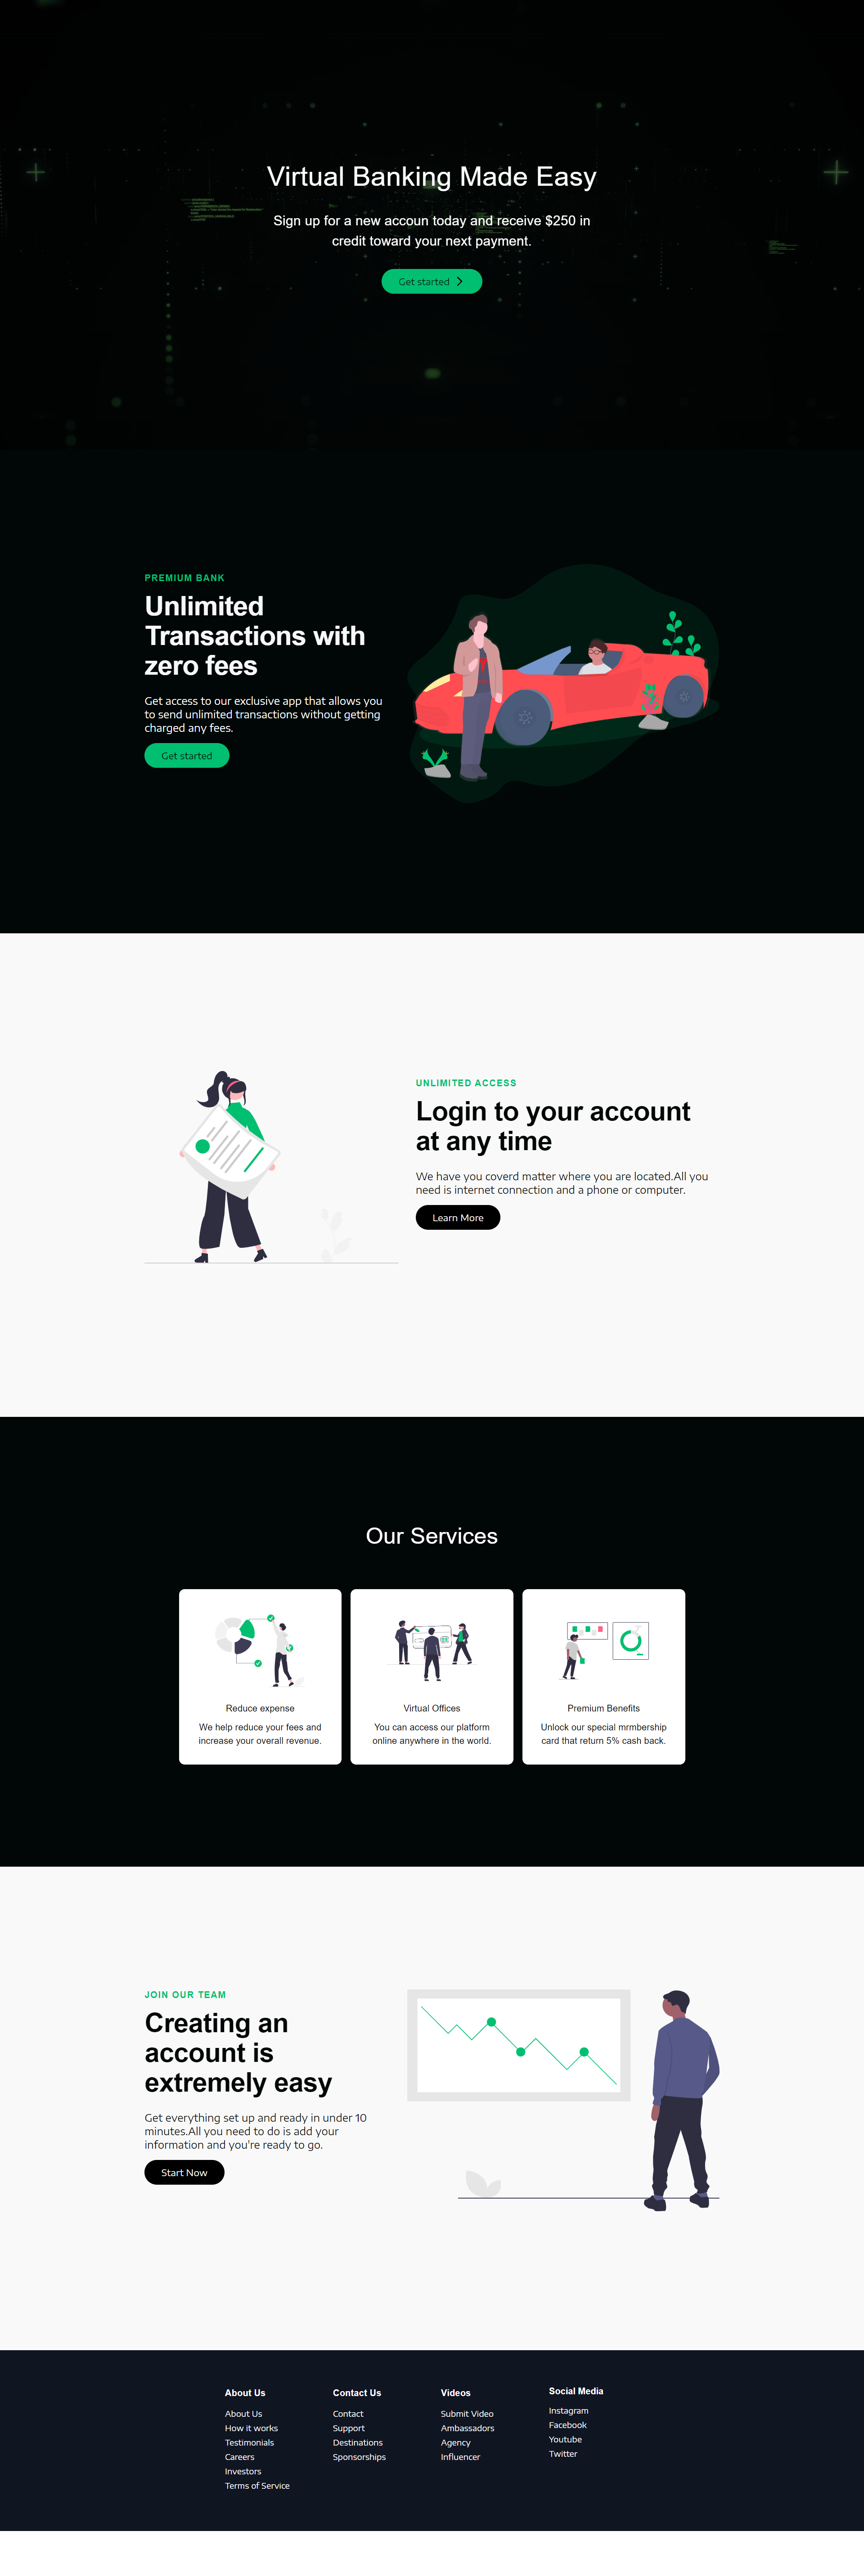 Virtual Banking Made Easy
Sign up for a new accoun today and receive $250 in
credit toward your next payment.
Get started
PREMIUM BANK
Unlimited
Transactions with
zero fees
Get access to our exclusive app that allows you
to send unlimited transactions without getting
charged any fees.
Get started
UNLIMITED ACCESS
Login to your account
at any time
We have you coverd matter where you are located.All you
need is internet connection and a phone or computer.
Learn More
Our Services
Reduce expense
We help reduce your fees and
increase your overall revenue.
Virtual Offices
You can access our platform
online anywhere in the world.
Premium Benefits
Unlock our special mrmbership
card that return 5% cash back.
JOIN OUR TEAM
Creating an
account is
extremely easy
Get everything set up and ready in under 10
minutes.All you need to do is add your
information and you're ready to go.
Start Now
About Us
About Us
How it works
Testimonials
Careers
Investors
Terms of Service
Contact Us
Contact
Support
Destinations
Sponsorships
Videos
Submit Video
Ambassadors
Agency
Influencer
Social Media
Instagram
Facebook
Youtube
Twitter